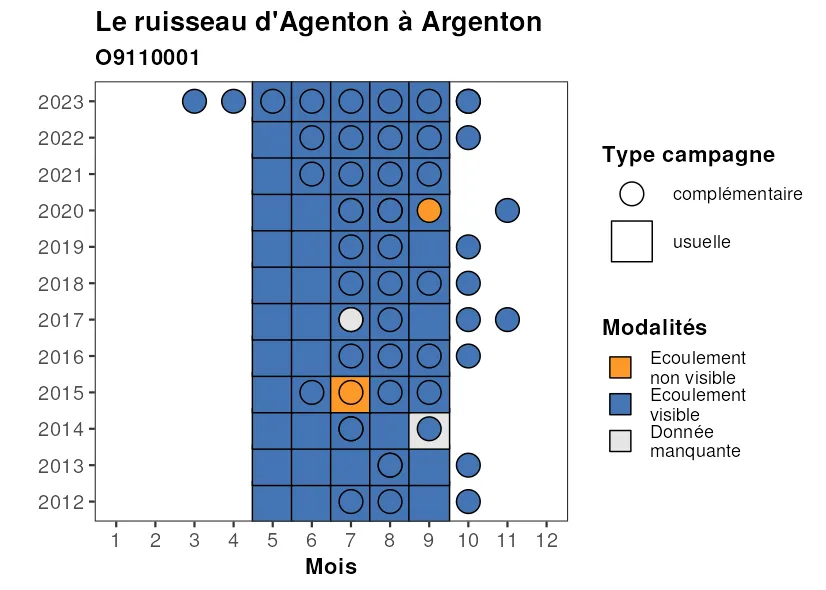 Le ruisseau d'Agenton à Argenton
O9110001
2023
2022
2021
2020
2019
2018
2017
2016
2015
2014
2013
2012
1 2 3 4 5 6 7 8 9 10 11 12
Mois
Type campagne
complémentaire
usuelle
Modalités
Ecoulement
non visible
Ecoulement
visible
Donnée
manquante